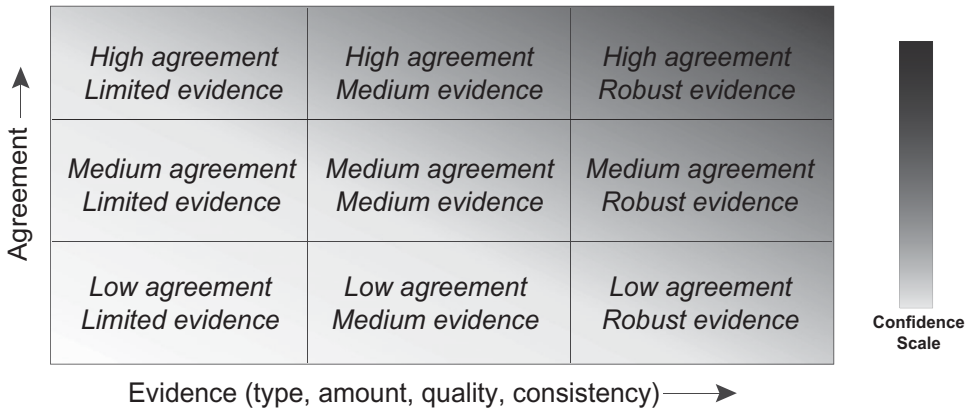 High agreement
Limited evidence
High agreement
Medium evidence
High agreement
Robust evidence
Medium agreement
Limited evidence
Medium agreement
Medium evidence
Medium agreement
Robust evidence
Low agreement
Limited evidence
Low agreement
Medium evidence
Low agreement
Robust evidence
Agreement
Evidence (type, amount, quality, consistency)
Confidence
Scale